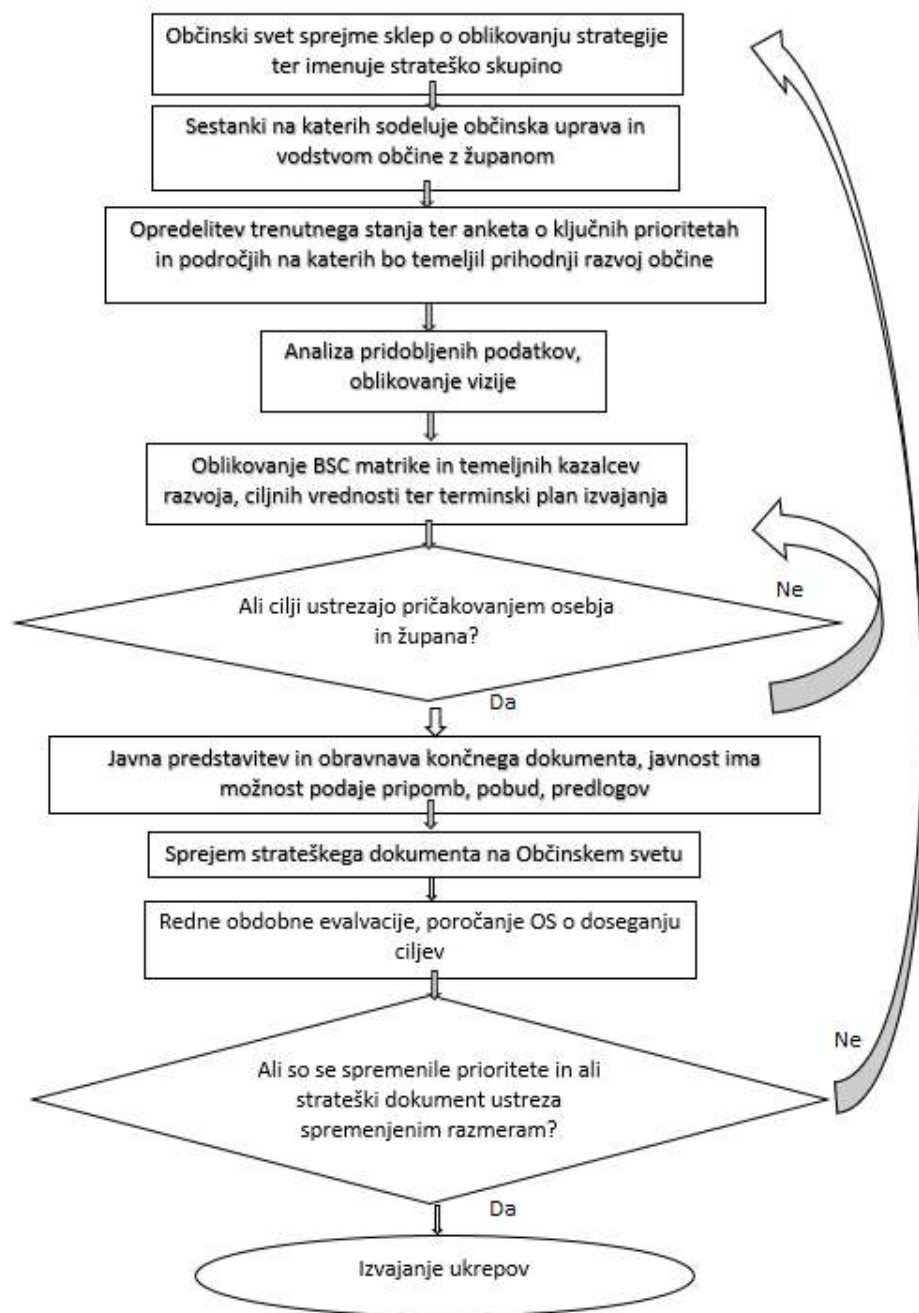 Občinski svet sprejme sklep o oblikovanju strategije
ter imenuje strateško skupino
Sestanki na katerih sodeluje občinska uprava in
vodstvom občine z županom
Opredelitev trenutnega stanja ter anketa o ključnih prioritetah
in področjih na katerih bo temeljil prihodnji razvoj občine
Analiza pridobljenih podatkov,
oblikovanje vizije
Oblikovanje BSC matrike in temeljnih kazalcev
razvoja, ciljnih vrednosti ter terminski plan izvajanja
Ali cilji ustrezajo pričakovanjem osebja
in župana?
Ne
Da
Javna predstavitev in obravnava končnega dokumenta, javnost ima
možnost podaje pripomb, pobud, predlogov
Sprejem strateškega dokumenta na Občinskem svetu
Redne obdobne evalvacije, poročanje OS o doseganju
ciljev
Ali so se spremenile prioritete in ali
strateški dokument ustreza
spremenjenim razmeram?
Ne
Da
Izvajanje ukrepov